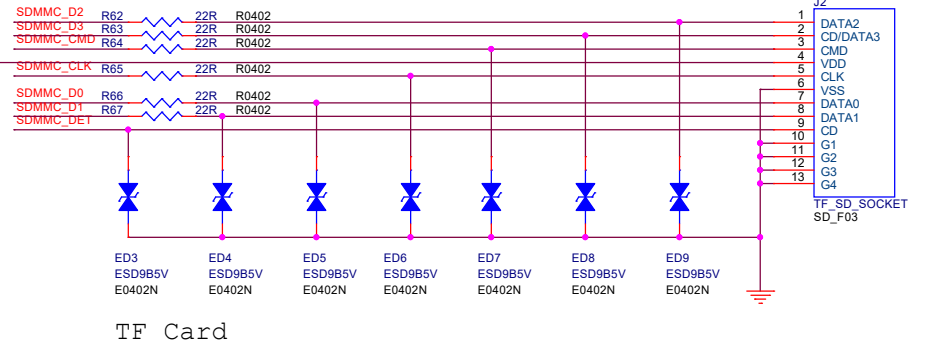 J2
SDMMC_D2 R62 22R R0402 1 DATA2
SDMMC_D3 R63 22R R0402 2 CD/DATA3
SDMMC_CMD R64 22R R0402 3 CMD
4 VDD
SDMMC_CLK R65 22R R0402 5 CLK
6 VSS
SDMMC_D0 R66 22R R0402 7 DATA0
SDMMC_D1 R67 22R R0402 8 DATA1
SDMMC_DET 9 CD
10 G1
11 G2
12 G3
13 G4
TF_SD_SOCKET
SD_F03
ED3 ED4 ED5 ED6 ED7 ED8 ED9
ESD9B5V ESD9B5V ESD9B5V ESD9B5V ESD9B5V ESD9B5V ESD9B5V
E0402N E0402N E0402N E0402N E0402N E0402N E0402N
TF Card